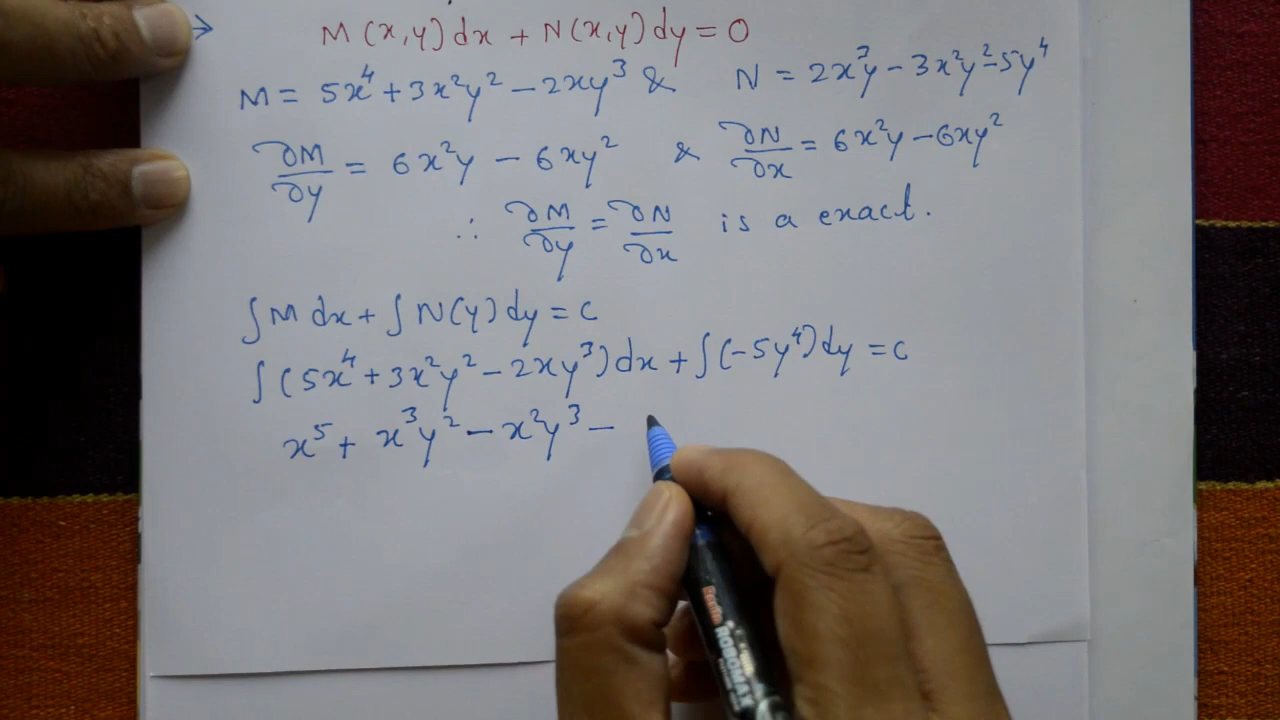 → M(x,y)dx + N(x,y)dy = 0
M = 5x⁴ + 3x²y² - 2xy³ & N = 2x³y - 3x²y² - 5y⁴
∂M/∂y = 6x²y - 6xy² & ∂N/∂x = 6x²y - 6xy²
∴ ∂M/∂y = ∂N/∂x is a exact.
∫M dx + ∫N(y)dy = c
∫(5x⁴ + 3x²y² - 2xy³)dx + ∫(-5y⁴)dy = c
x⁵ + x³y² - x²y³ -
ROBOMAX